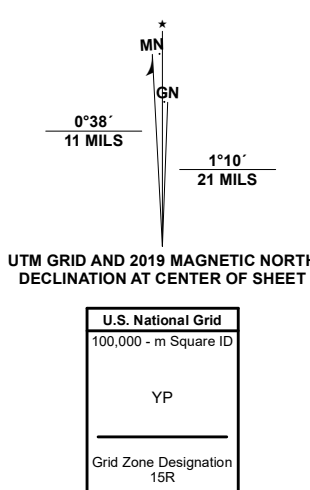 ★
MN
GN
0°38´
11 MILS
1°10´
21 MILS
UTM GRID AND 2019 MAGNETIC NORTH
DECLINATION AT CENTER OF SHEET
U.S. National Grid
100,000 - m Square ID
YP
Grid Zone Designation
15R